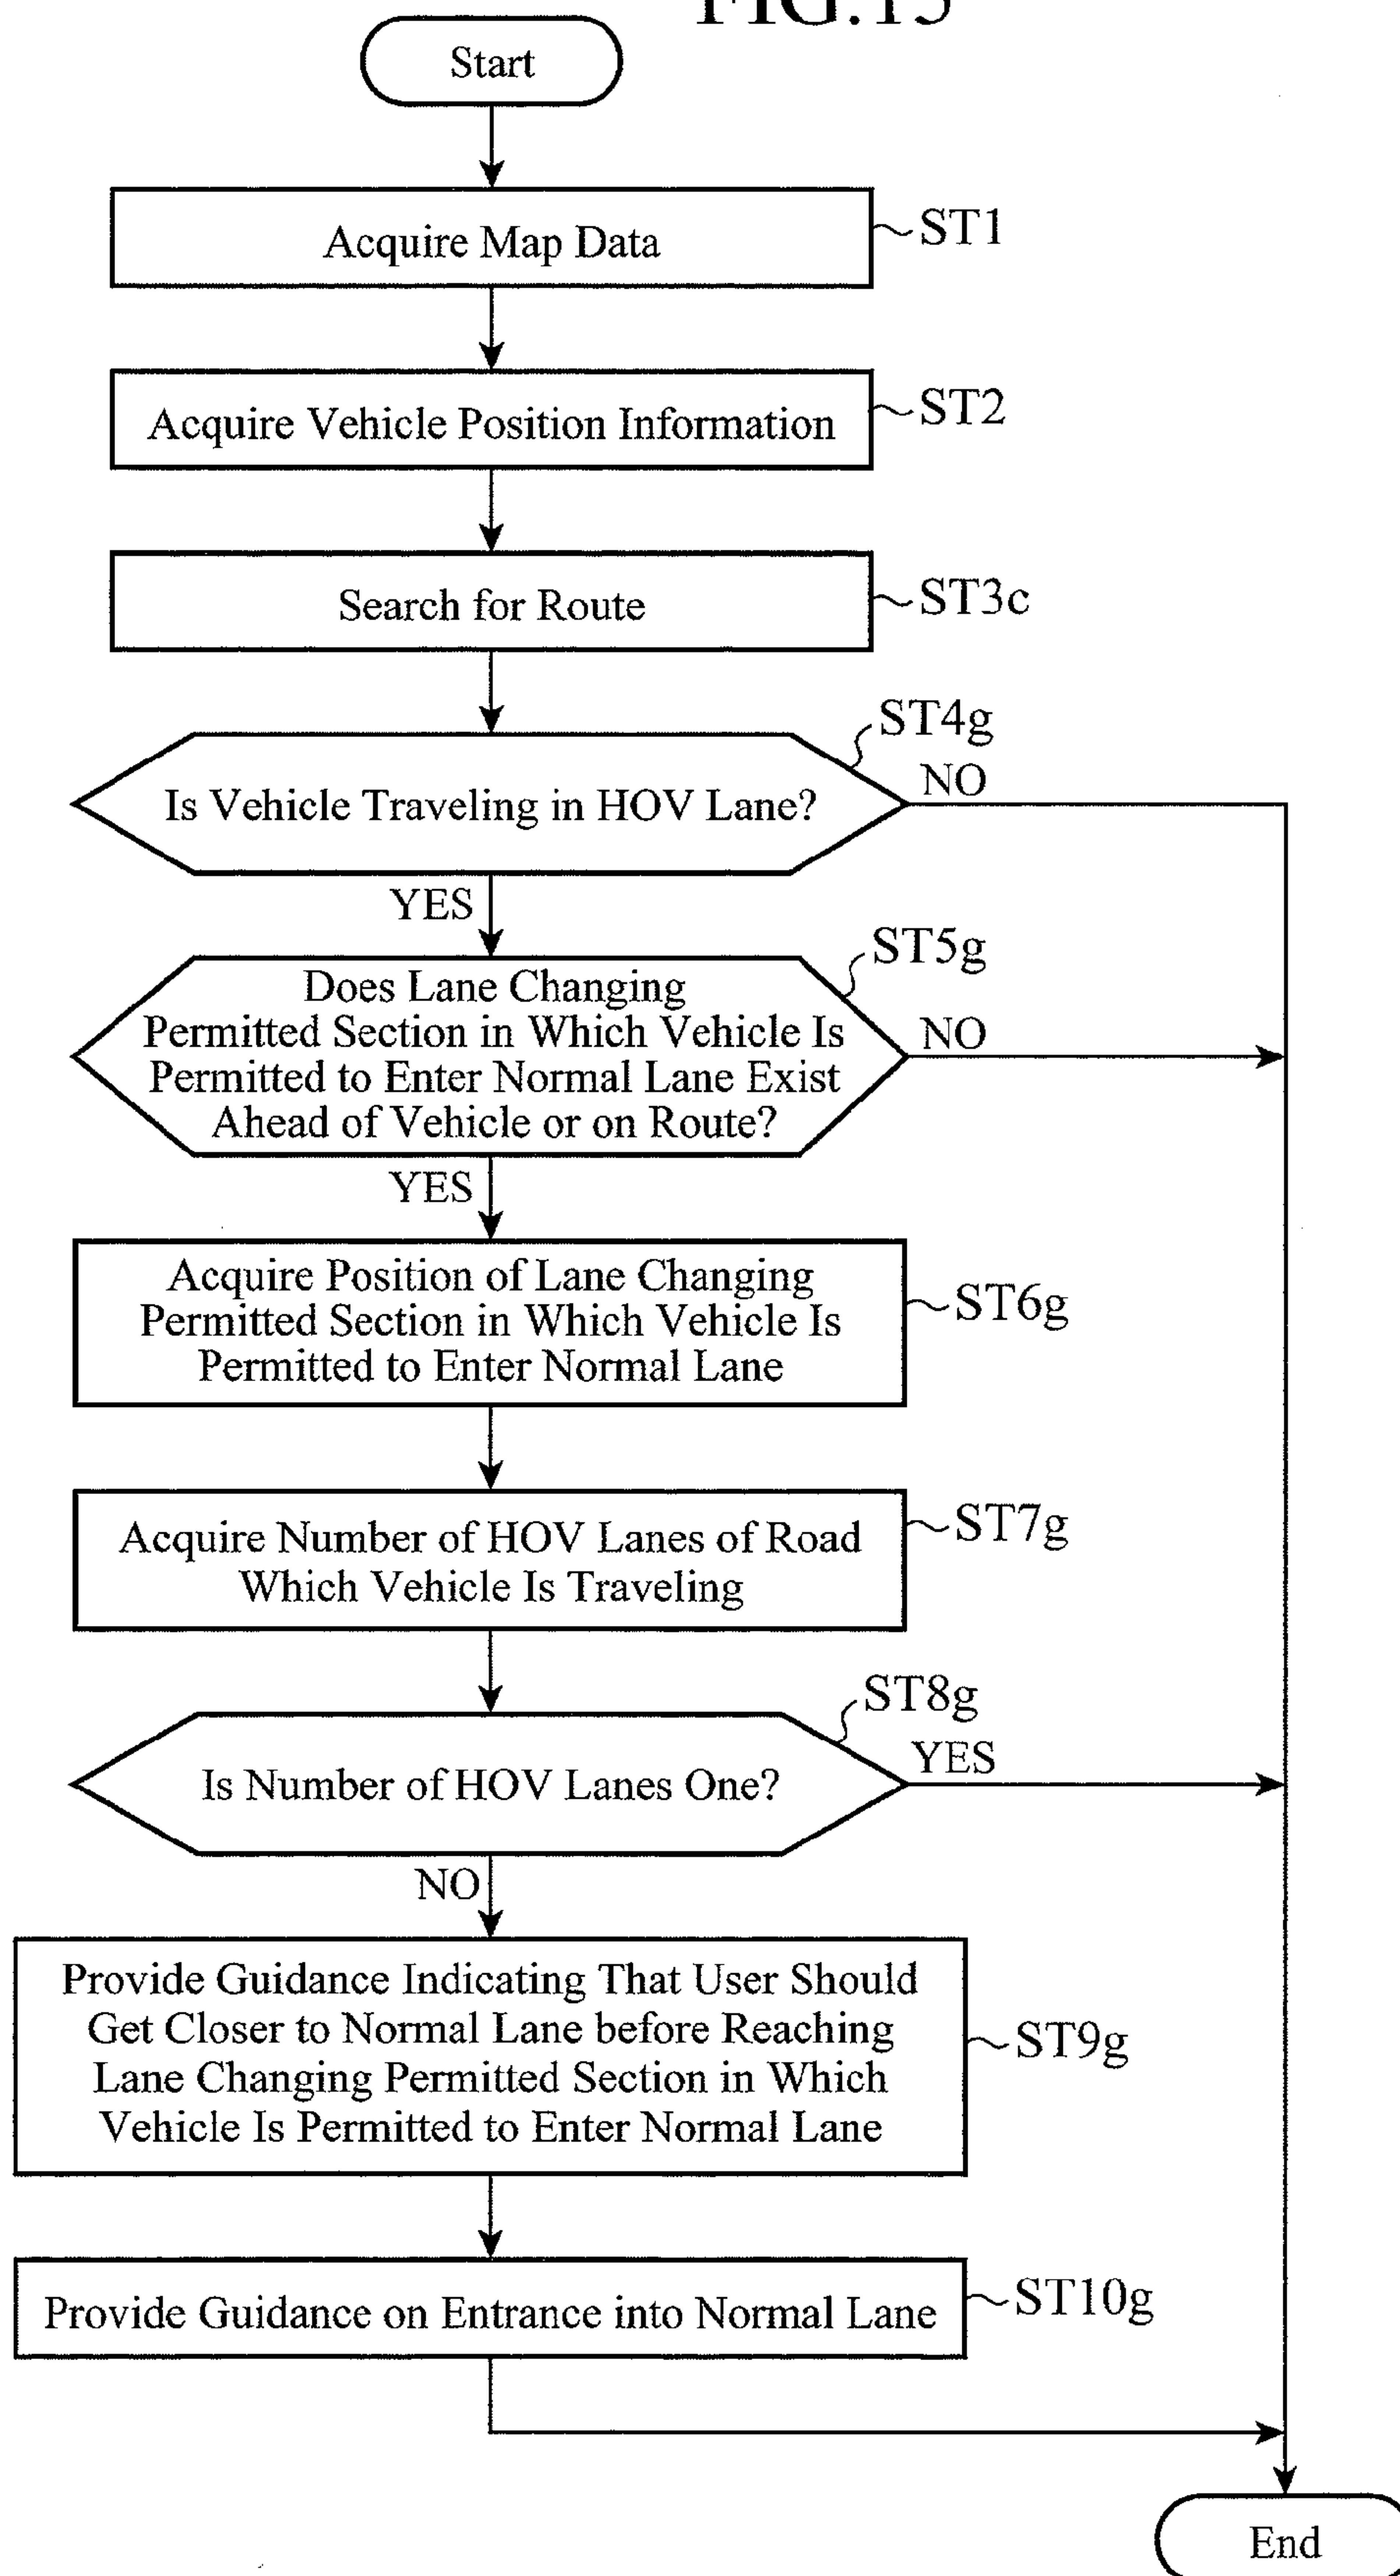 FIG.15
Start
Acquire Map Data
ST1
Acquire Vehicle Position Information
ST2
Search for Route
ST3c
ST4g
Is Vehicle Traveling in HOV Lane?
NO
YES
ST5g
Does Lane Changing
Permitted Section in Which Vehicle Is
Permitted to Enter Normal Lane Exist
Ahead of Vehicle or on Route?
NO
YES
Acquire Position of Lane Changing
Permitted Section in Which Vehicle Is
Permitted to Enter Normal Lane
ST6g
Acquire Number of HOV Lanes of Road
Which Vehicle Is Traveling
ST7g
ST8g
Is Number of HOV Lanes One?
YES
NO
Provide Guidance Indicating That User Should
Get Closer to Normal Lane before Reaching
Lane Changing Permitted Section in Which
Vehicle Is Permitted to Enter Normal Lane
ST9g
Provide Guidance on Entrance into Normal Lane
ST10g
End